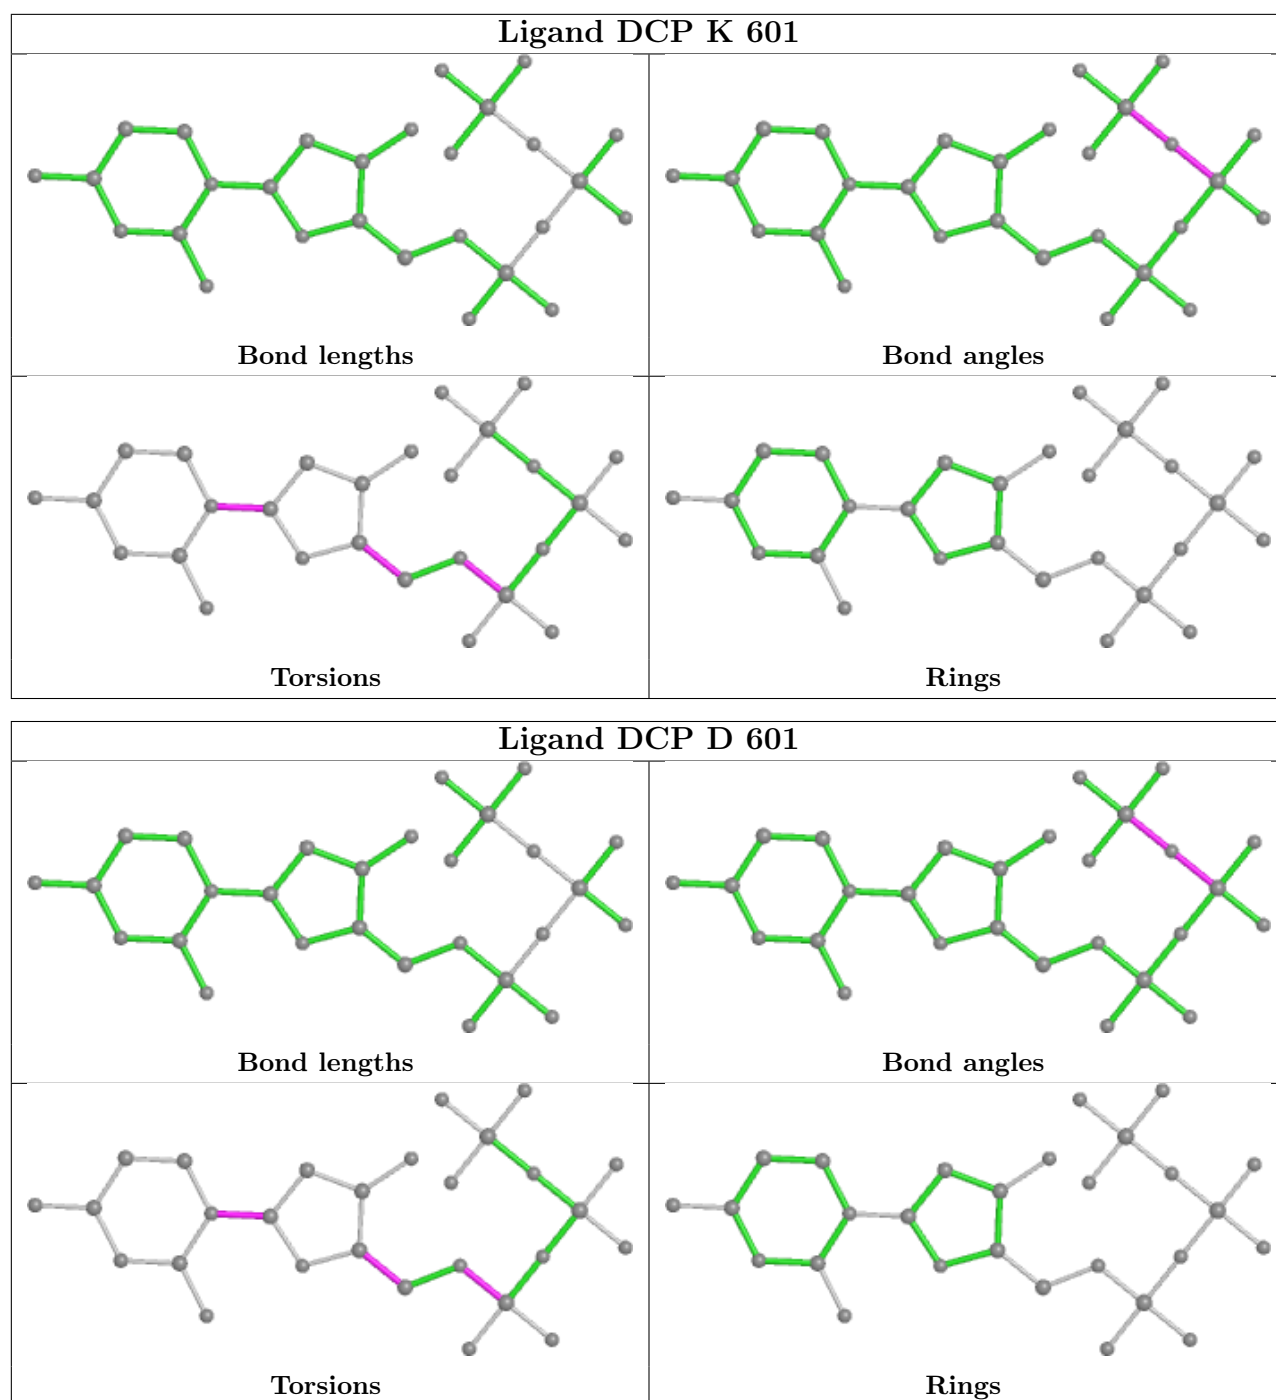 Ligand DCP K 601
Bond lengths
Bond angles
Torsions
Rings
Ligand DCP D 601
Bond lengths
Bond angles
Torsions
Rings